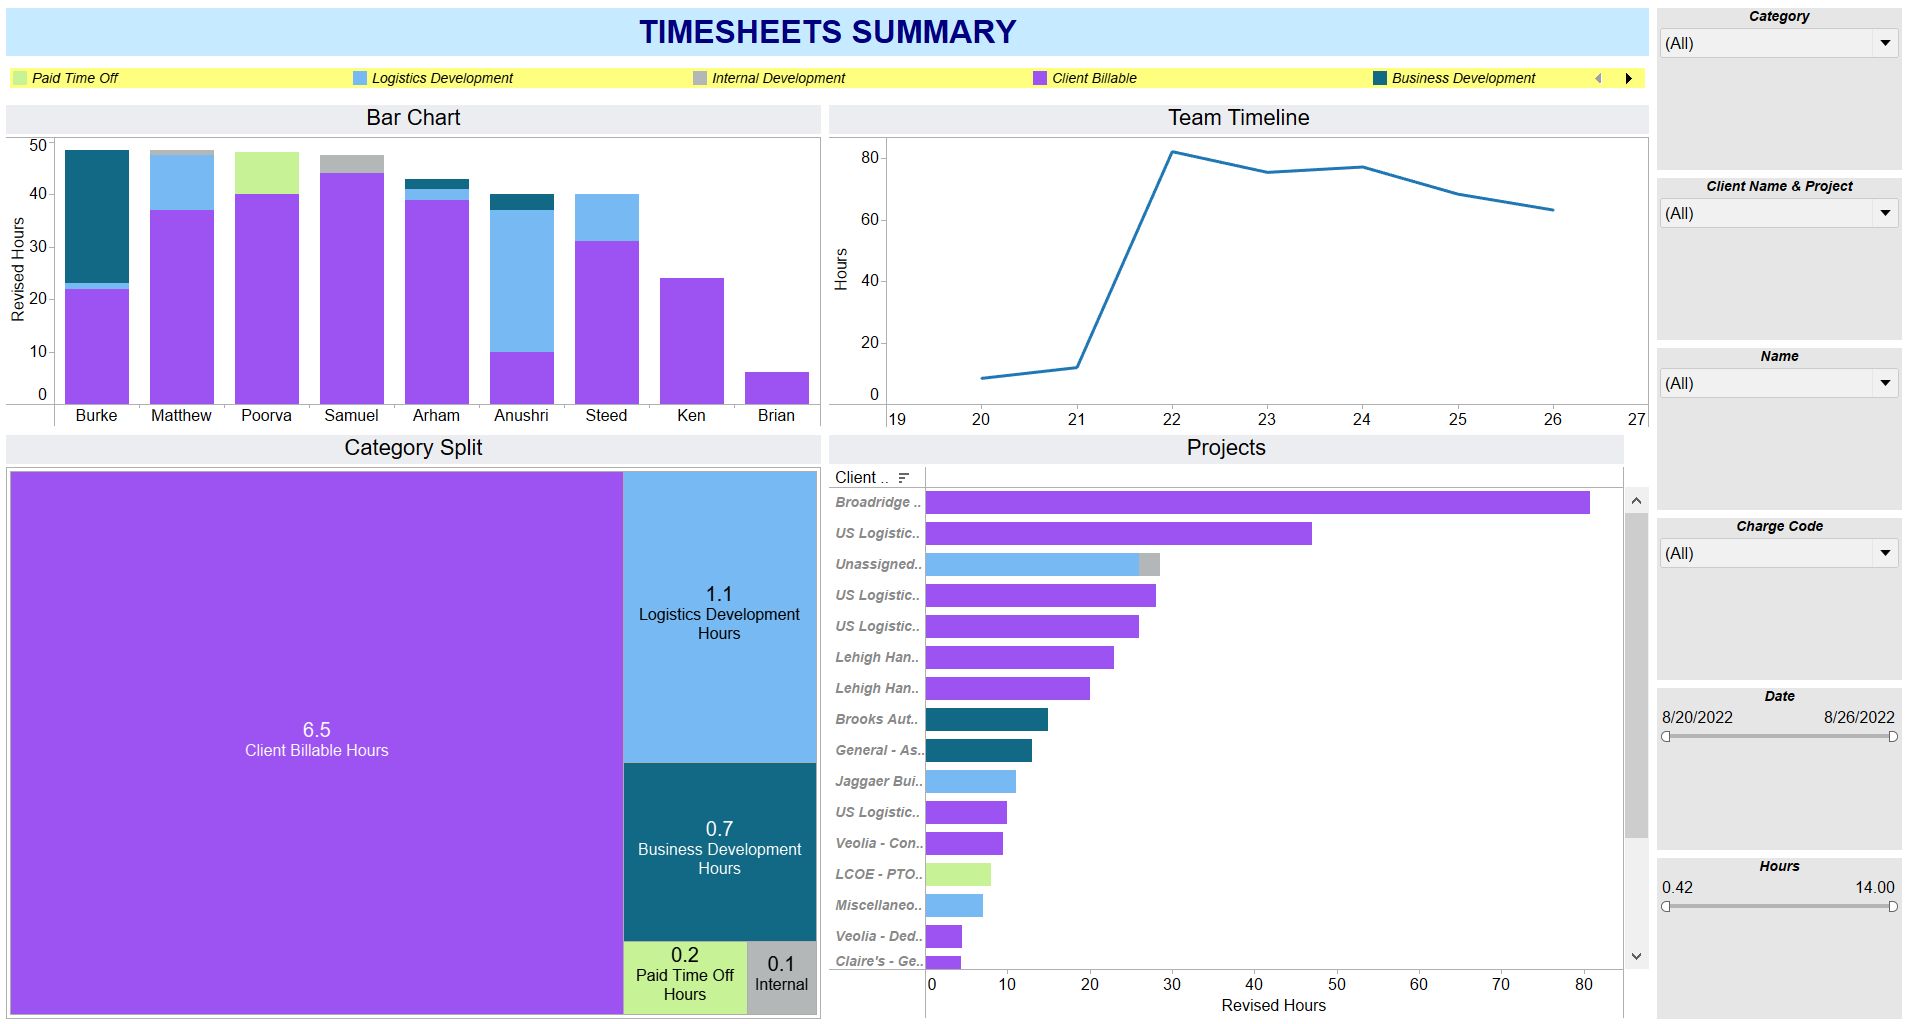 TIMESHEETS SUMMARY
Paid Time Off
Logistics Development
Internal Development
Client Billable
Business Development
Bar Chart
Revised Hours
50
40
30
20
10
0
Burke
Matthew
Poorva
Samuel
Arham
Anushri
Steed
Ken
Brian
Team Timeline
Hours
80
60
40
20
0
19
20
21
22
23
24
25
26
27
Category Split
6.5
Client Billable Hours
1.1
Logistics Development
Hours
0.7
Business Development
Hours
0.2
Paid Time Off
Hours
0.1
Internal
Projects
Client ..
Broadridge ..
US Logistic..
Unassigned..
US Logistic..
US Logistic..
Lehigh Han..
Lehigh Han..
Brooks Aut..
General - As..
Jaggaer Bui..
US Logistic..
Veolia - Con..
LCOE - PTO..
Miscellaneo..
Veolia - Ded..
Claire's - Ge..
0
10
20
30
40
50
60
70
80
Revised Hours
Category
(All)
Client Name & Project
(All)
Name
(All)
Charge Code
(All)
Date
8/20/2022
8/26/2022
Hours
0.42
14.00